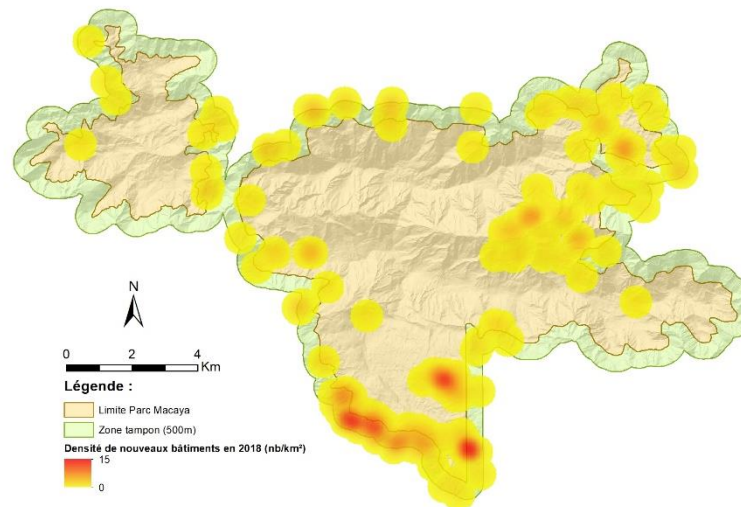 N
0 2 4
Km
Légende :
Limite Parc Macaya
Zone tampon (500m)
Densité de nouveaux bâtiments en 2018 (nb/km²)
15
0